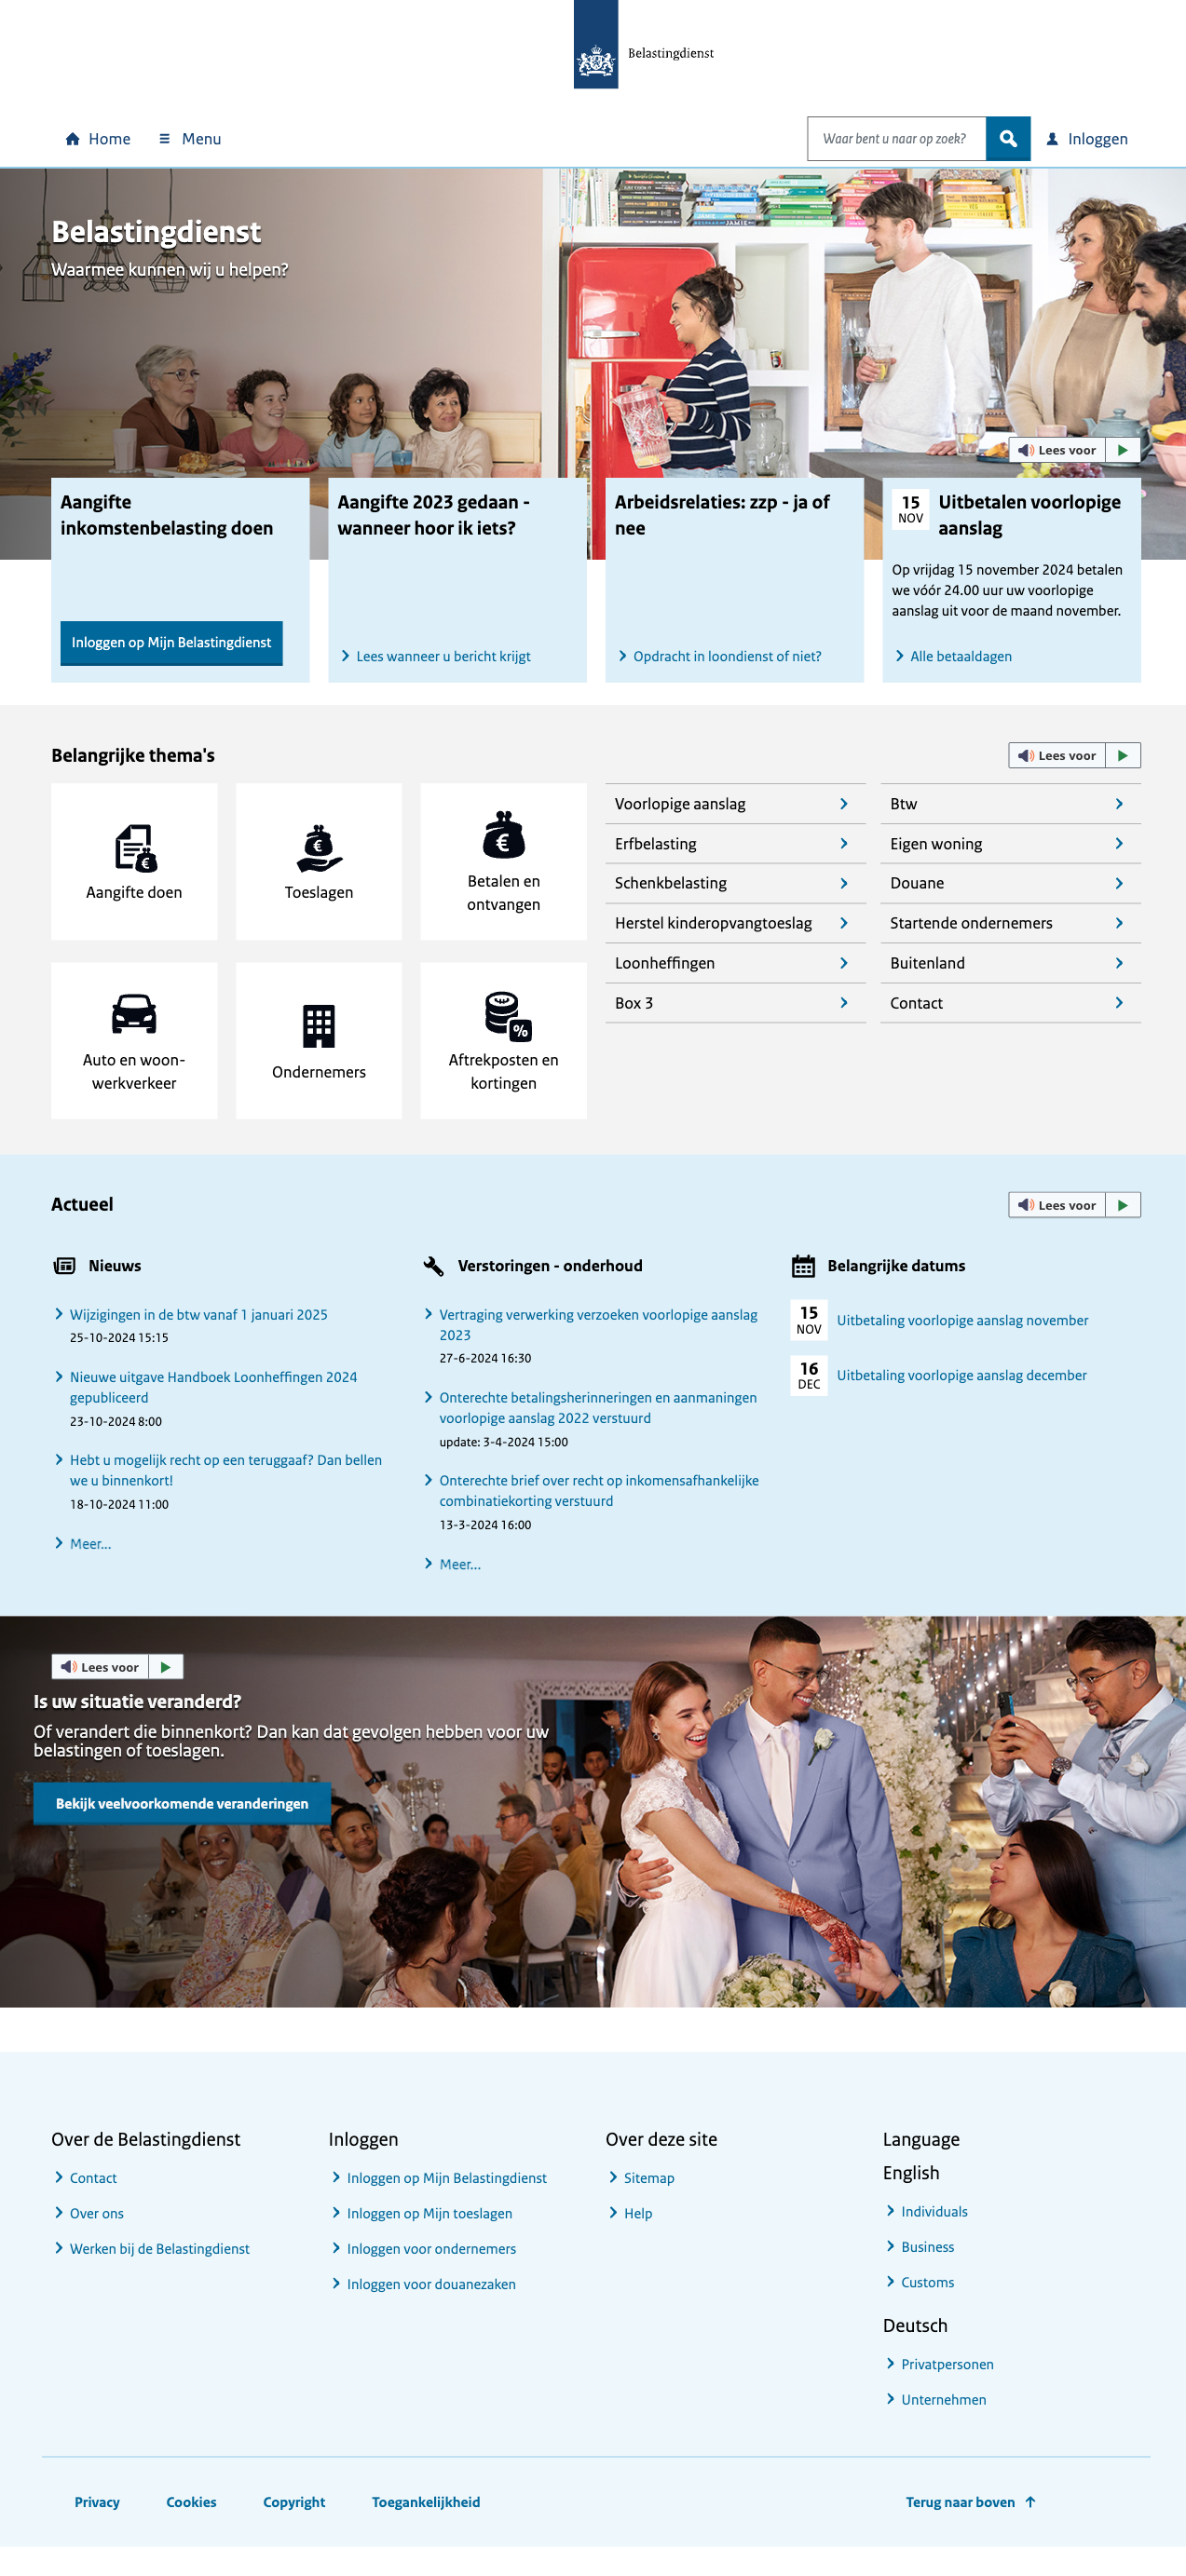 Belastingdienst
Home
Menu
Waar bent u naar op zoek?
Inloggen
Belastingdienst
Waarmee kunnen wij u helpen?
Lees voor
Aangifte
inkomstenbelasting doen
Inloggen op Mijn Belastingdienst
Aangifte 2023 gedaan -
wanneer hoor ik iets?
Lees wanneer u bericht krijgt
Arbeidsrelaties: zzp - ja of
nee
Opdracht in loondienst of niet?
15
NOV
Uitbetalen voorlopige
aanslag
Op vrijdag 15 november 2024 betalen
we vóór 24.00 uur uw voorlopige
aanslag uit voor de maand november.
Alle betaaldagen
Belangrijke thema's
Lees voor
Aangifte doen
Toeslagen
Betalen en
ontvangen
Auto en woon-
werkverkeer
Ondernemers
Aftrekposten en
kortingen
Voorlopige aanslag
Erfbelasting
Schenkbelasting
Herstel kinderopvangtoeslag
Loonheffingen
Box 3
Btw
Eigen woning
Douane
Startende ondernemers
Buitenland
Contact
Actueel
Lees voor
Nieuws
Wijzigingen in de btw vanaf 1 januari 2025
25-10-2024 15:15
Nieuwe uitgave Handboek Loonheffingen 2024
gepubliceerd
23-10-2024 8:00
Hebt u mogelijk recht op een teruggaaf? Dan bellen
we u binnenkort!
18-10-2024 11:00
Meer...
Verstoringen - onderhoud
Vertraging verwerking verzoeken voorlopige aanslag
2023
27-6-2024 16:30
Onterechte betalingsherinneringen en aanmaningen
voorlopige aanslag 2022 verstuurd
update: 3-4-2024 15:00
Onterechte brief over recht op inkomensafhankelijke
combinatiekorting verstuurd
13-3-2024 16:00
Meer...
Belangrijke datums
15
NOV
Uitbetaling voorlopige aanslag november
16
DEC
Uitbetaling voorlopige aanslag december
Lees voor
Is uw situatie veranderd?
Of verandert die binnenkort? Dan kan dat gevolgen hebben voor uw
belastingen of toeslagen.
Bekijk veelvoorkomende veranderingen
Over de Belastingdienst
Contact
Over ons
Werken bij de Belastingdienst
Inloggen
Inloggen op Mijn Belastingdienst
Inloggen op Mijn toeslagen
Inloggen voor ondernemers
Inloggen voor douanezaken
Over deze site
Sitemap
Help
Language
English
Individuals
Business
Customs
Deutsch
Privatpersonen
Unternehmen
Privacy
Cookies
Copyright
Toegankelijkheid
Terug naar boven